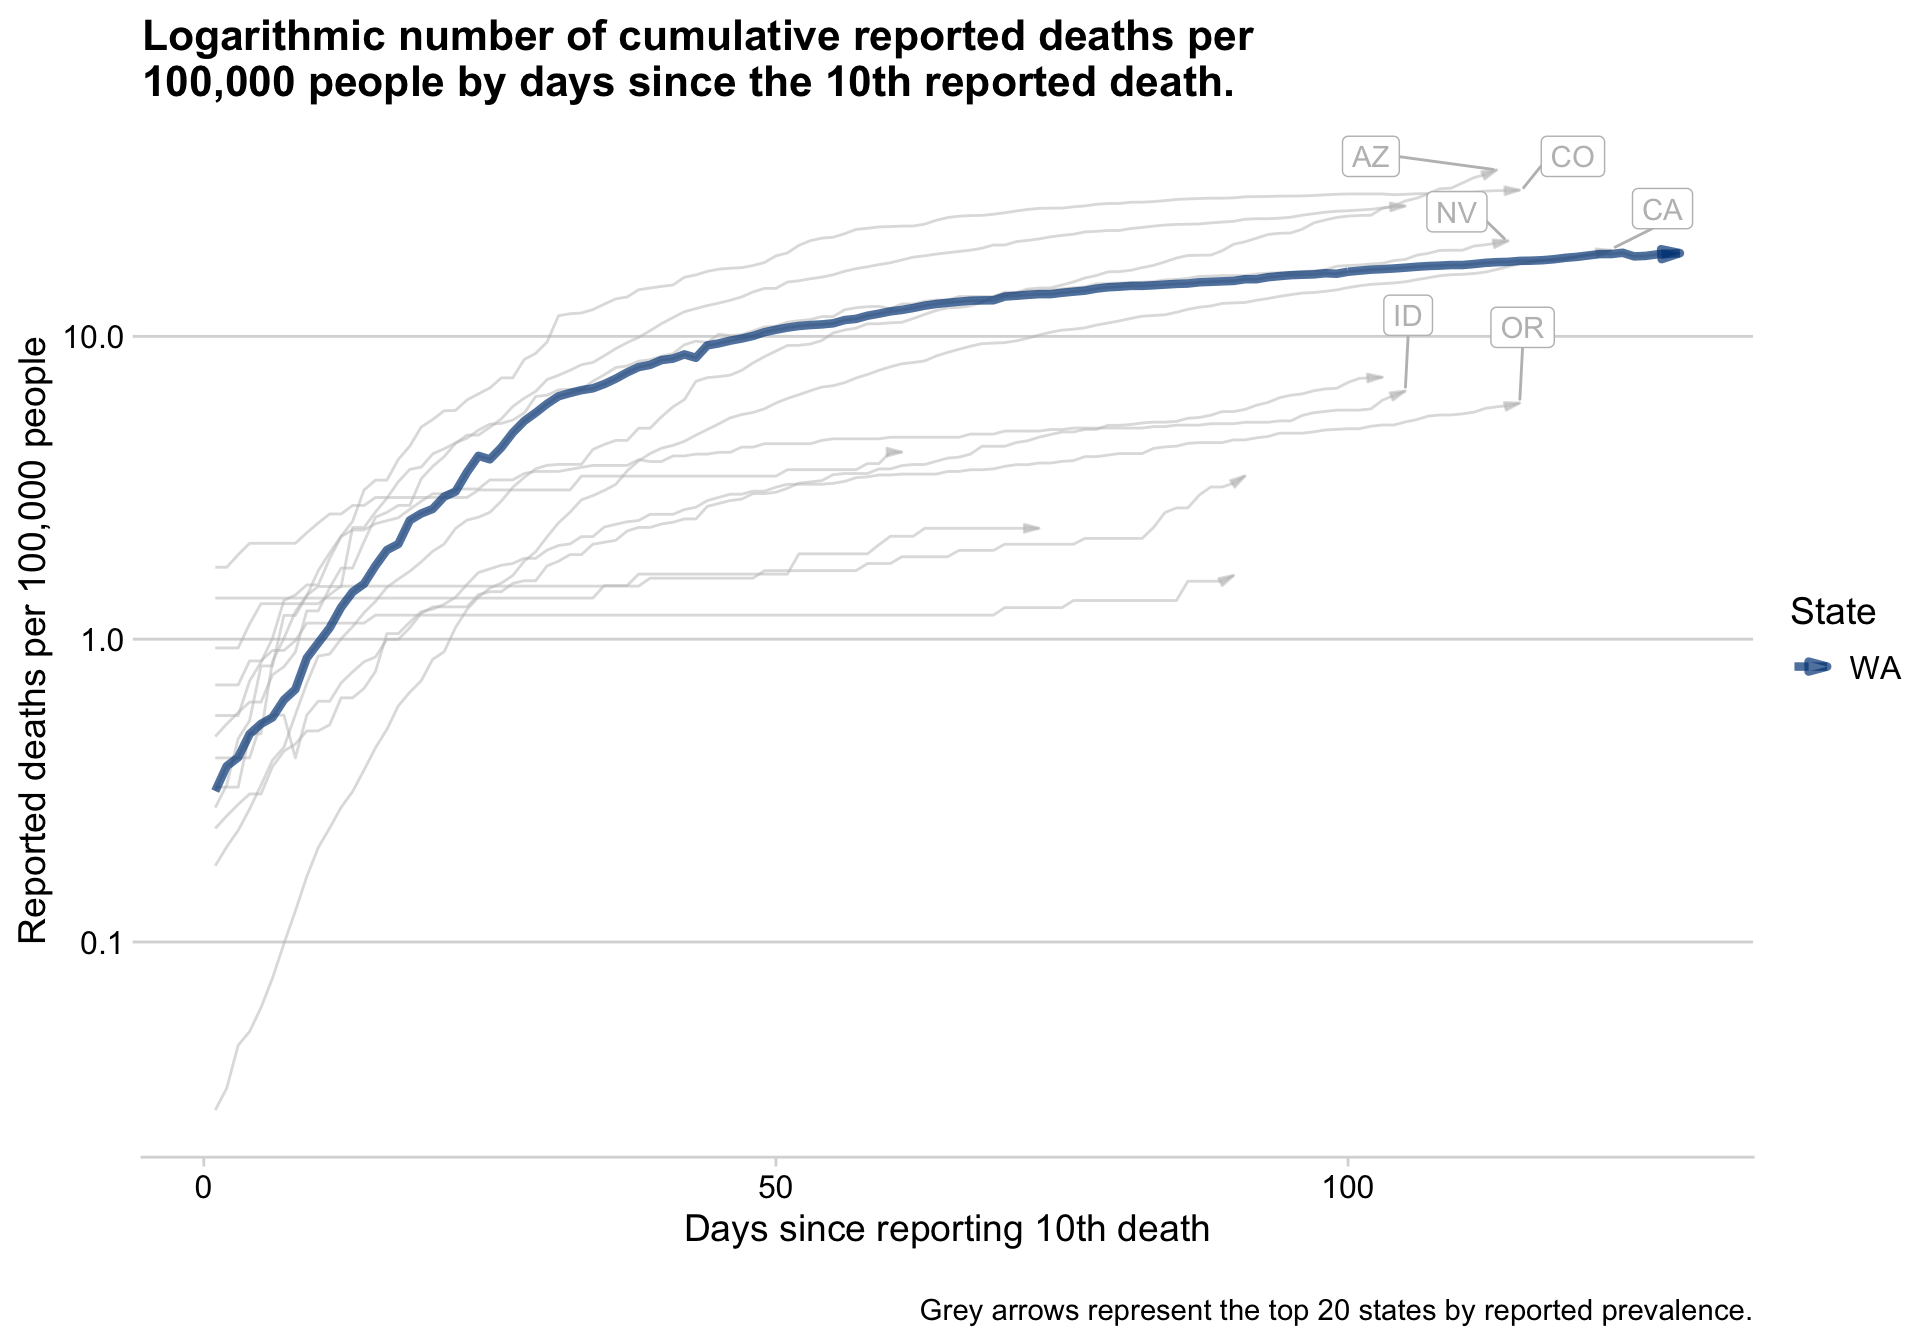 Logarithmic number of cumulative reported deaths per
100,000 people by days since the 10th reported death.
AZ
CO
NV
CA
ID
OR
10.0
1.0
0.1
Reported deaths per 100,000 people
0
50
100
Days since reporting 10th death
State
WA
Grey arrows represent the top 20 states by reported prevalence.